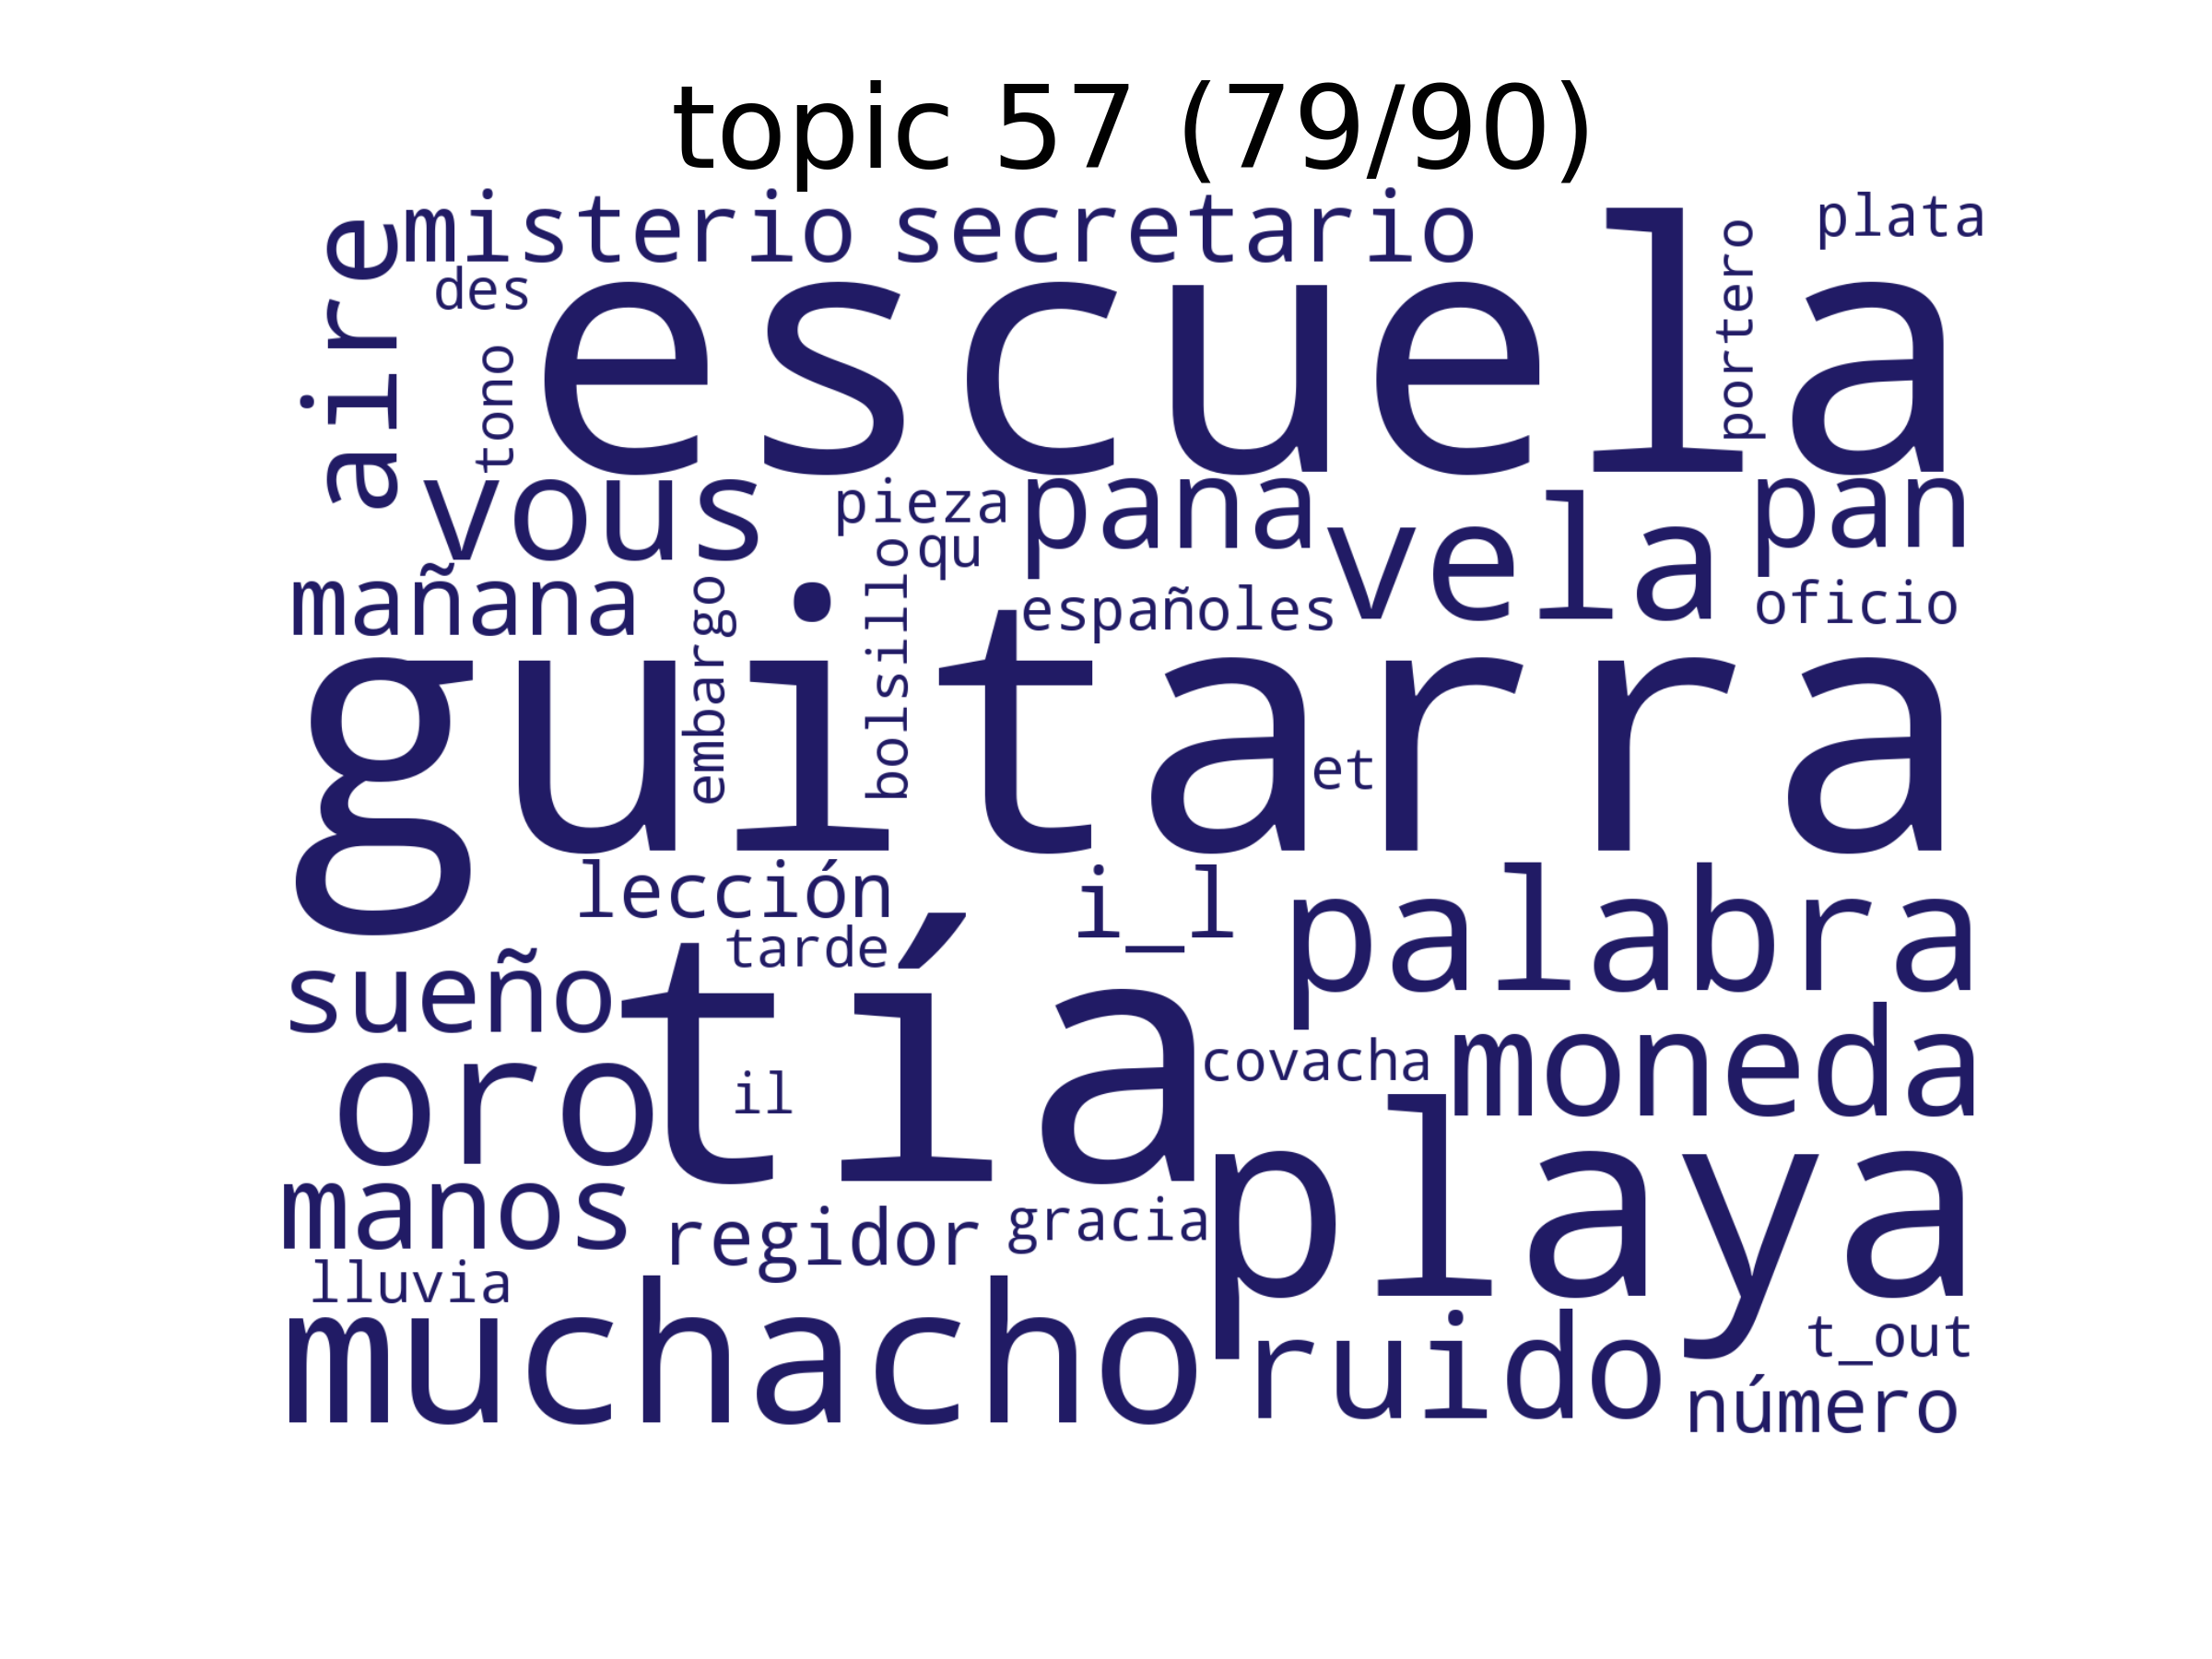 topic 57 (79/90)
misterio secretario plata
aire des tono escuela portero
vous pieza pana vela pan
qu
mañana embargo bolsillo españoles oficio
guitarra
et
lección i_l palabra
tarde
sueño tía
oro il covacha moneda
manos regidor gracia playa
lluvia
muchacho ruido t_out
número